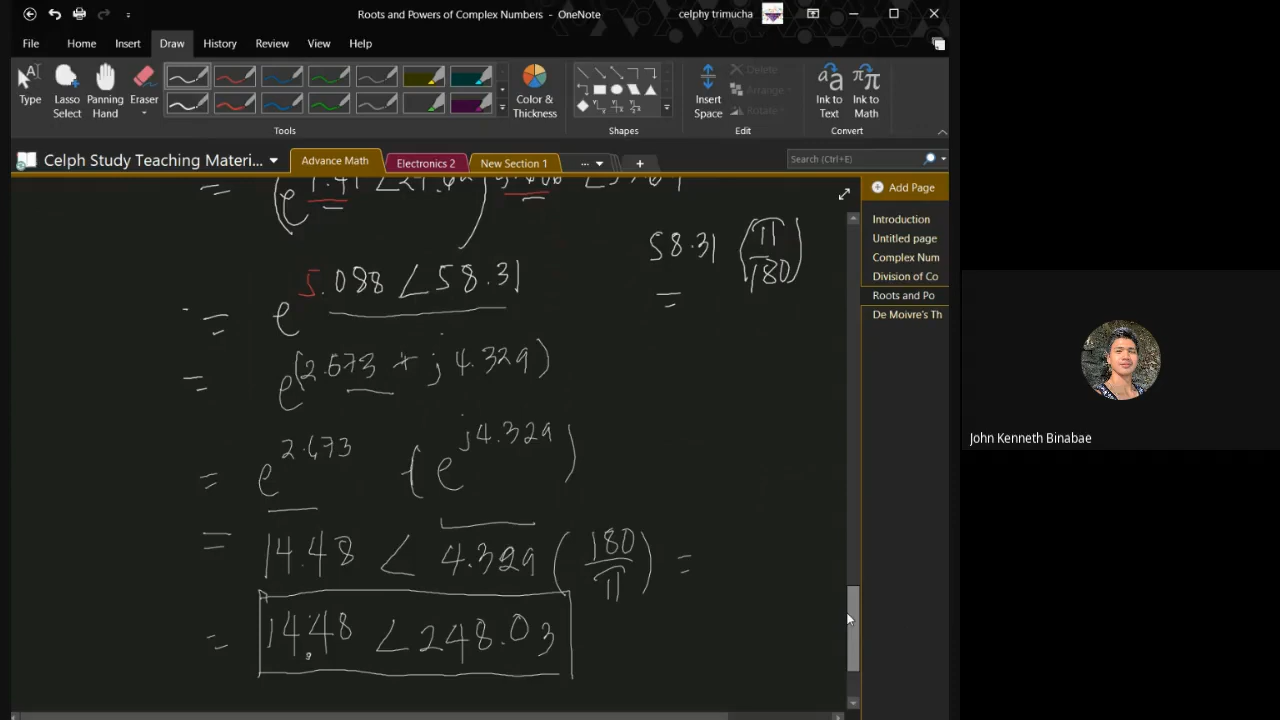 Roots and Powers of Complex Numbers - OneNote
celphy trimucha
File Home Insert Draw History Review View Help
Type
Lasso Select
Panning Hand
Eraser
Color & Thickness
Insert Space
Delete
Arrange
Rotate
Ink to Text
Ink to Math
Tools
Shapes
Edit
Convert
Celph Study Teaching Materi...
Advance Math
Electronics 2
New Section 1
...
+
Search (Ctrl+E)
Add Page
Introduction
Untitled page
Complex Num
Division of Co
Roots and Po
De Moivre's Th
58.31 (π/180)
=
= e^5.088 ∠58.31
= e^(2.673 + j4.329)
= e^2.673 (e^j4.329)
= 14.48 ∠ 4.329 (180/π) =
= 14.48 ∠248.03
John Kenneth Binabae